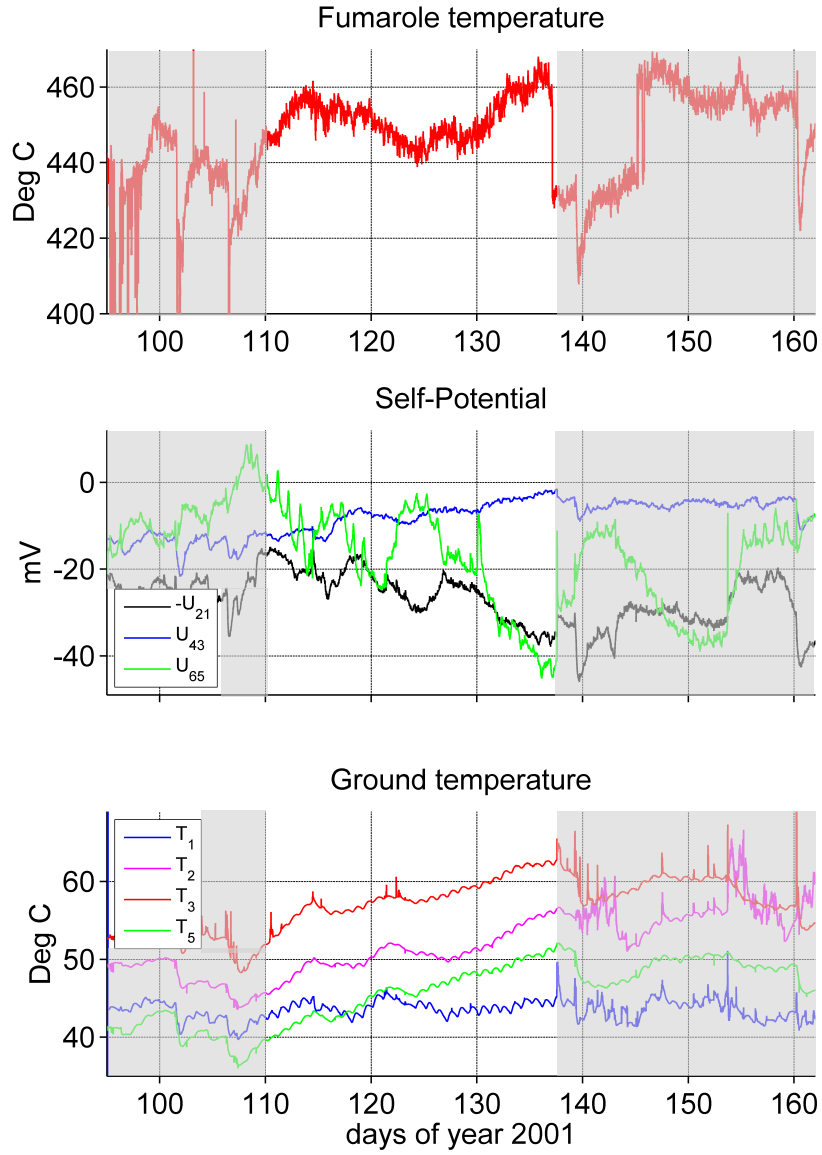 Fumarole temperature
Deg C
460
440
420
400
100 110 120 130 140 150 160
Self-Potential
mV
0
-20
-40
-U21
U43
U65
Ground temperature
Deg C
60
50
40
T1
T2
T3
T5
100 110 120 130 140 150 160
days of year 2001